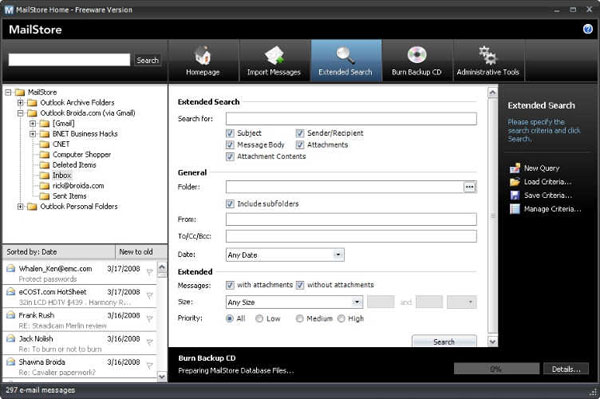 MailStore Home - Freeware Version
MailStore
Search
Homepage
Import Messages
Extended Search
Burn Backup CD
Administrative Tools
MailStore
Outlook Archive Folders
Outlook Broida.com (via Gmail)
[Gmail]
BNET Business Hacks
CNET
Computer Shopper
Deleted Items
Inbox
rick@broida.com
Sent Items
Outlook Personal Folders
Sorted by: Date New to old
Whalen_Ken@emc.com 3/17/2008
Protect passwords
eCOST.com HotSheet 3/17/2008
32in LCD HDTV $439 . Harmony R...
Frank Rush 3/16/2008
RE: Steadicam Merlin review
Jack Nolish 3/16/2008
Re: To burn or not to burn
Shawna Broida 3/16/2008
Re: Cavalier paperwork?
Extended Search
Search for:
Subject Sender/Recipient
Message Body Attachments
Attachment Contents
General
Folder: ...
Include subfolders
From:
To/Cc/Bcc:
Date: Any Date
Extended
Messages: with attachments without attachments
Size: Any Size and
Priority: All Low Medium High
Search
Extended Search
Please specify the
search criteria and click
Search.
New Query
Load Criteria...
Save Criteria...
Manage Criteria...
Burn Backup CD
Preparing MailStore Database Files...
0%
Details...
297 e-mail messages